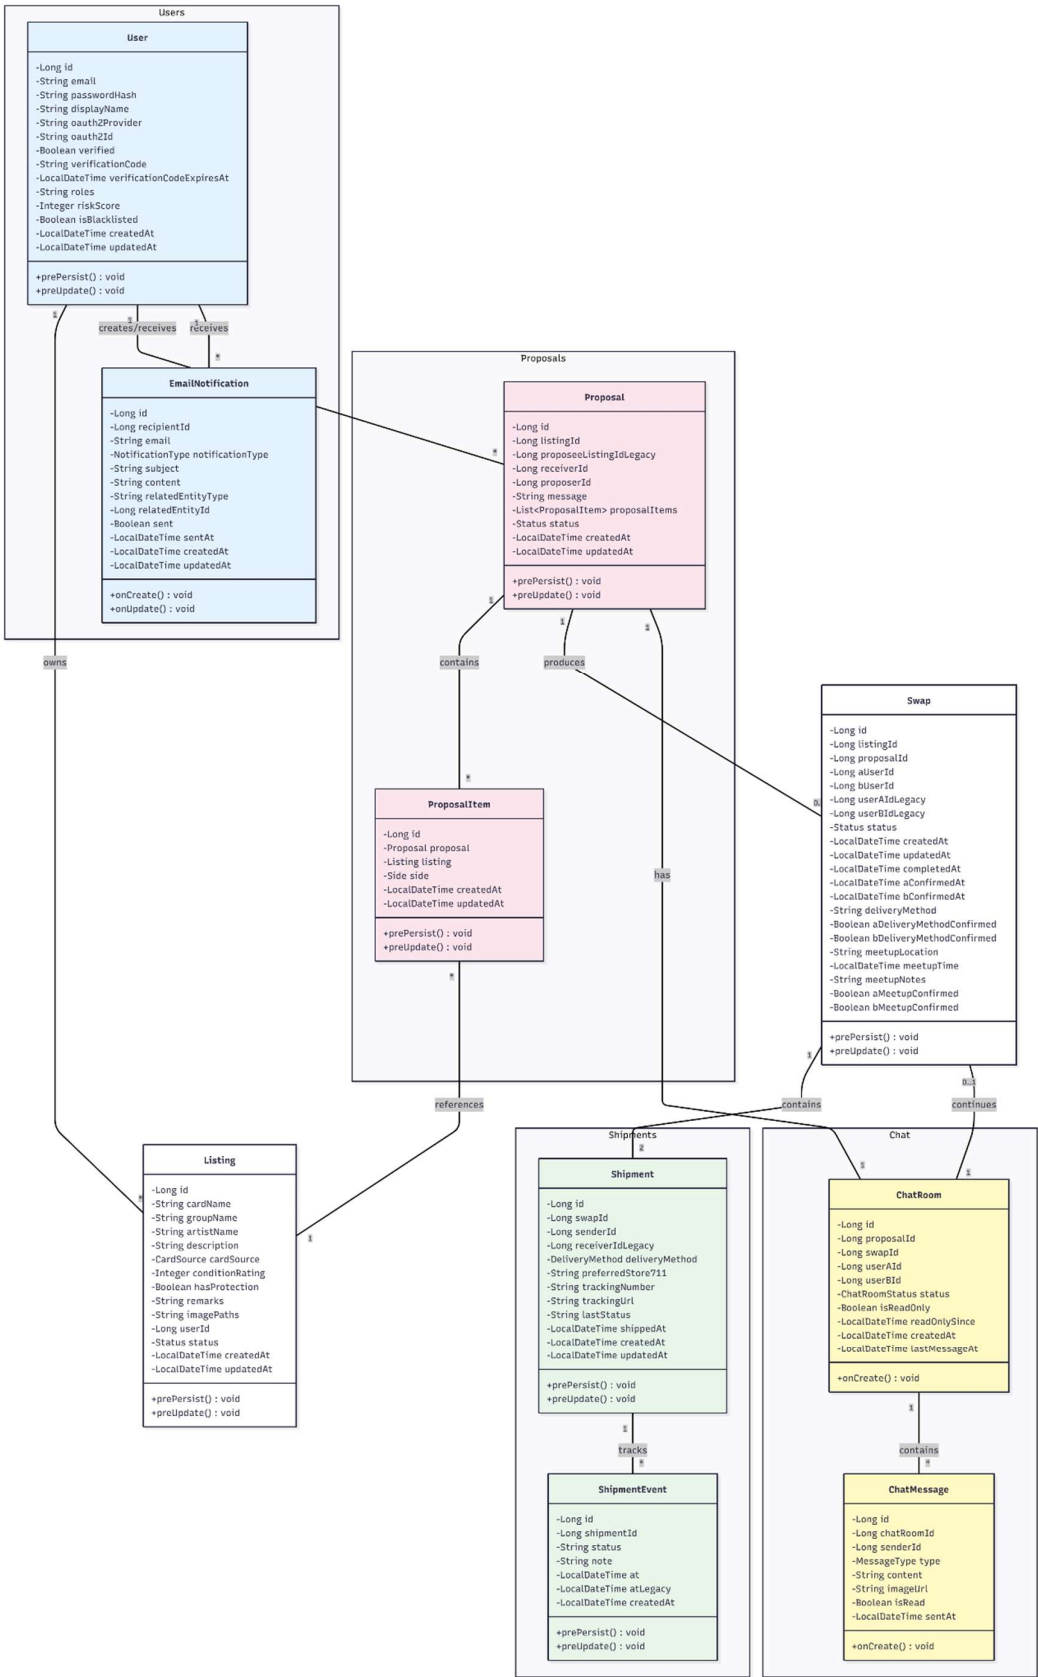 Users
User
-Long id
-String email
-String passwordHash
-String displayName
-String oauth2Provider
-String oauth2Id
-Boolean verified
-String verificationCode
-LocalDateTime verificationCodeExpiresAt
-String roles
-Integer riskScore
-Boolean isBlacklisted
-LocalDateTime createdAt
-LocalDateTime updatedAt
+prePersist() : void
+preUpdate() : void
1
1
1
creates/receives
receives
*
EmailNotification
-Long id
-Long recipientId
-String email
-NotificationType notificationType
-String subject
-String content
-String relatedEntityType
-Long relatedEntityId
-Boolean sent
-LocalDateTime sentAt
-LocalDateTime createdAt
-LocalDateTime updatedAt
+onCreate() : void
+onUpdate() : void
owns
Proposals
Proposal
*
-Long id
-Long listingId
-Long proposeeListingIdLegacy
-Long receiverId
-Long proposerId
-String message
-List<ProposalItem> proposalItems
-Status status
-LocalDateTime createdAt
-LocalDateTime updatedAt
+prePersist() : void
+preUpdate() : void
1
1
1
contains
produces
*
ProposalItem
-Long id
-Proposal proposal
-Listing listing
-Side side
-LocalDateTime createdAt
-LocalDateTime updatedAt
+prePersist() : void
+preUpdate() : void
*
has
references
Swap
-Long id
-Long listingId
-Long proposalId
-Long aUserId
-Long bUserId
-Long userAIdLegacy
-Long userBIdLegacy
-Status status
-LocalDateTime createdAt
-LocalDateTime updatedAt
-LocalDateTime completedAt
-LocalDateTime aConfirmedAt
-LocalDateTime bConfirmedAt
-String deliveryMethod
-Boolean aDeliveryMethodConfirmed
-Boolean bDeliveryMethodConfirmed
-String meetupLocation
-LocalDateTime meetupTime
-String meetupNotes
-Boolean aMeetupConfirmed
-Boolean bMeetupConfirmed
+prePersist() : void
+preUpdate() : void
1
0..1
contains
continues
Listing
-Long id
-String cardName
-String groupName
-String artistName
-String description
-CardSource cardSource
-Integer conditionRating
-Boolean hasProtection
-String remarks
-String imagePaths
-Long userId
-Status status
-LocalDateTime createdAt
-LocalDateTime updatedAt
+prePersist() : void
+preUpdate() : void
1
Shipments
2
Shipment
-Long id
-Long swapId
-Long senderId
-Long receiverIdLegacy
-DeliveryMethod deliveryMethod
-String preferredStore711
-String trackingNumber
-String trackingUrl
-String lastStatus
-LocalDateTime shippedAt
-LocalDateTime createdAt
-LocalDateTime updatedAt
+prePersist() : void
+preUpdate() : void
1
tracks
*
ShipmentEvent
-Long id
-Long shipmentId
-String status
-String note
-LocalDateTime at
-LocalDateTime atLegacy
-LocalDateTime createdAt
+prePersist() : void
+preUpdate() : void
Chat
1
1
ChatRoom
-Long id
-Long proposalId
-Long swapId
-Long userAId
-Long userBId
-ChatRoomStatus status
-Boolean isReadOnly
-LocalDateTime readOnlySince
-LocalDateTime createdAt
-LocalDateTime lastMessageAt
+onCreate() : void
1
contains
*
ChatMessage
-Long id
-Long chatRoomId
-Long senderId
-MessageType type
-String content
-String imageUrl
-Boolean isRead
-LocalDateTime sentAt
+onCreate() : void